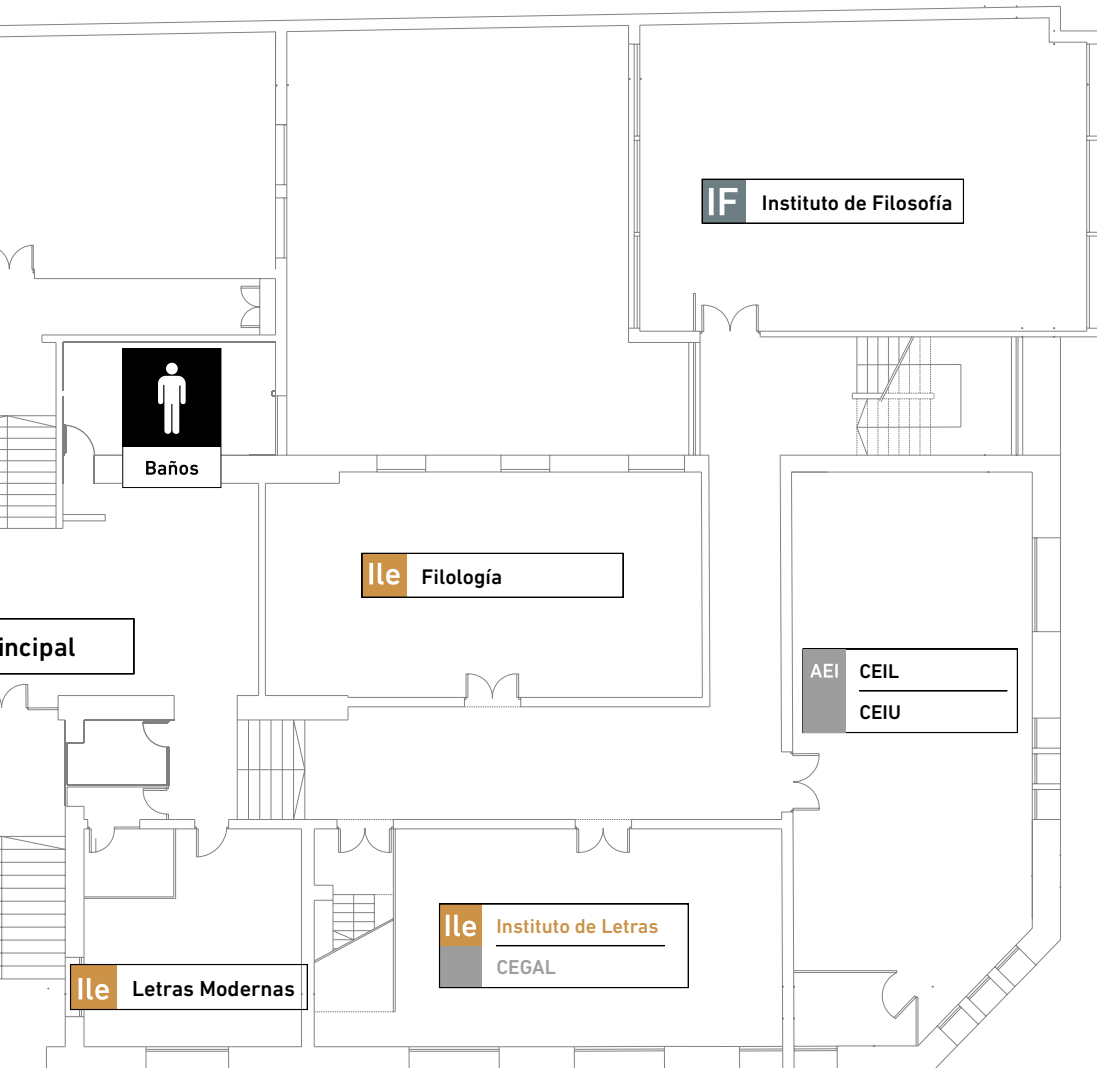 IF Instituto de Filosofía
Baños
Ile Filología
incipal
AEI CEIL
CEIU
Ile Instituto de Letras
CEGAL
Ile Letras Modernas